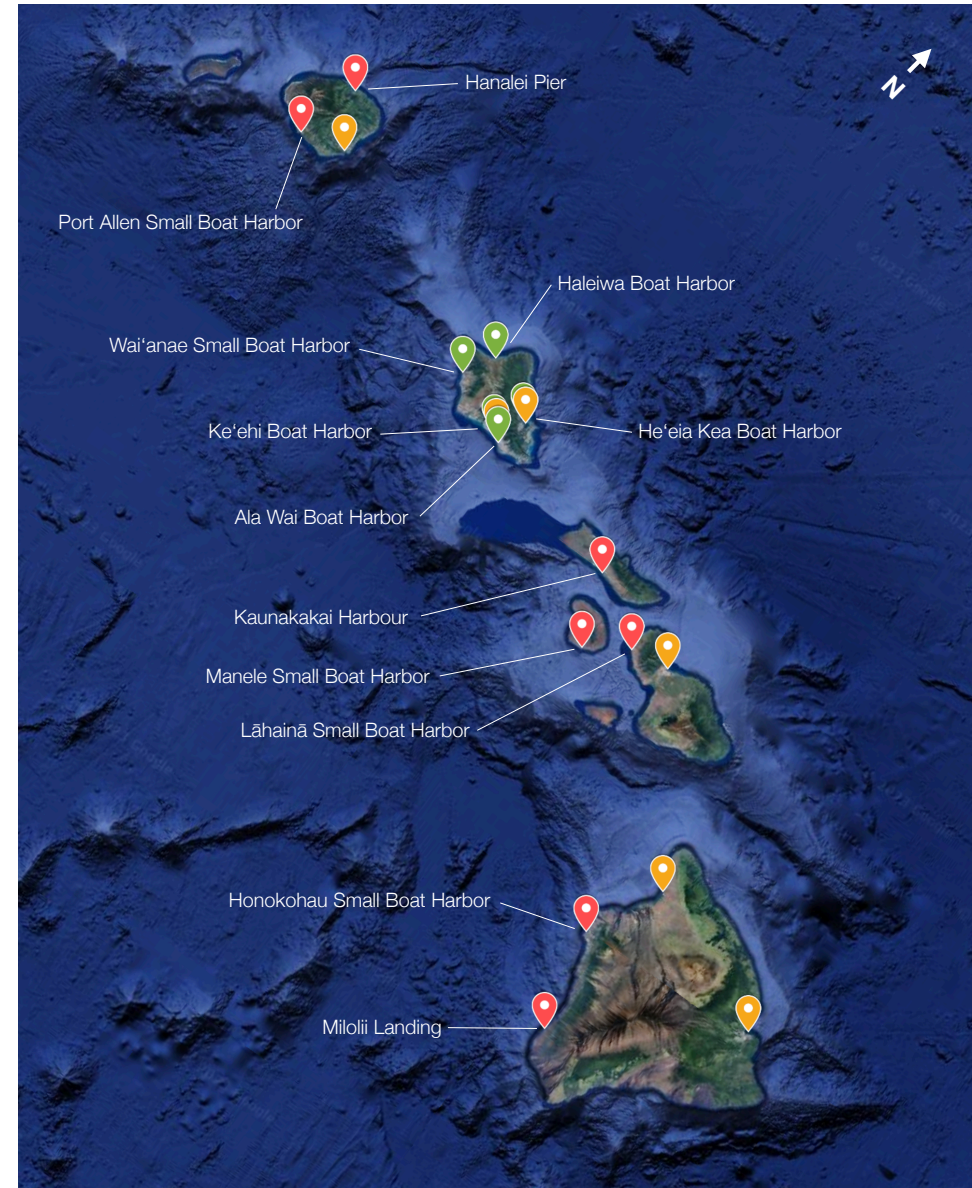 Hanalei Pier
N
Port Allen Small Boat Harbor
Haleiwa Boat Harbor
Wai‘anae Small Boat Harbor
Ke‘ehi Boat Harbor
He‘eia Kea Boat Harbor
Ala Wai Boat Harbor
Kaunakakai Harbour
Manele Small Boat Harbor
Lāhainā Small Boat Harbor
Honokohau Small Boat Harbor
Milolii Landing